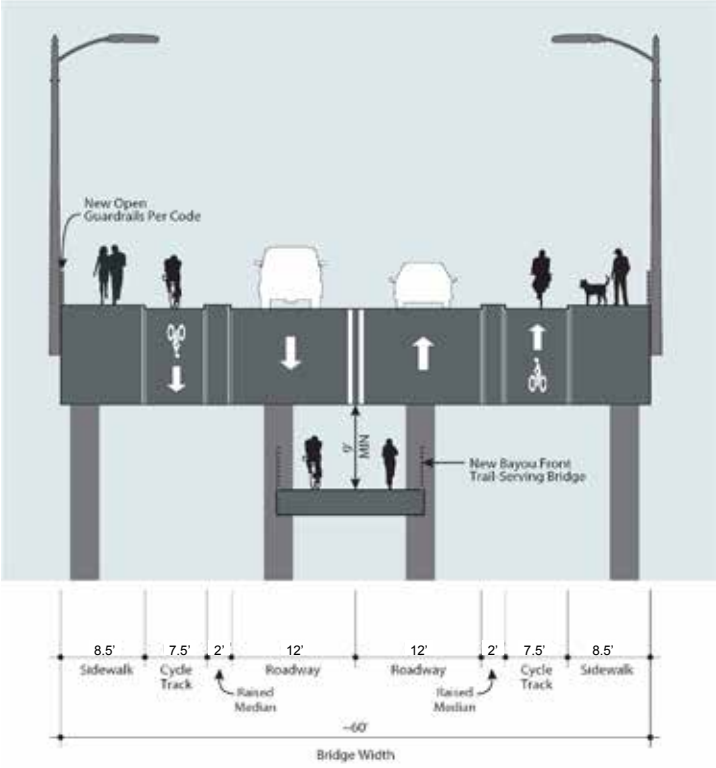 New Open
Guardrails Per Code
9'
MIN
New Bayou Front
Trail-Serving Bridge
8.5' 7.5' 2' 12' 12' 2' 7.5' 8.5'
Sidewalk Cycle Roadway Roadway Cycle Sidewalk
Track Track
Raised Raised
Median Median
~60'
Bridge Width